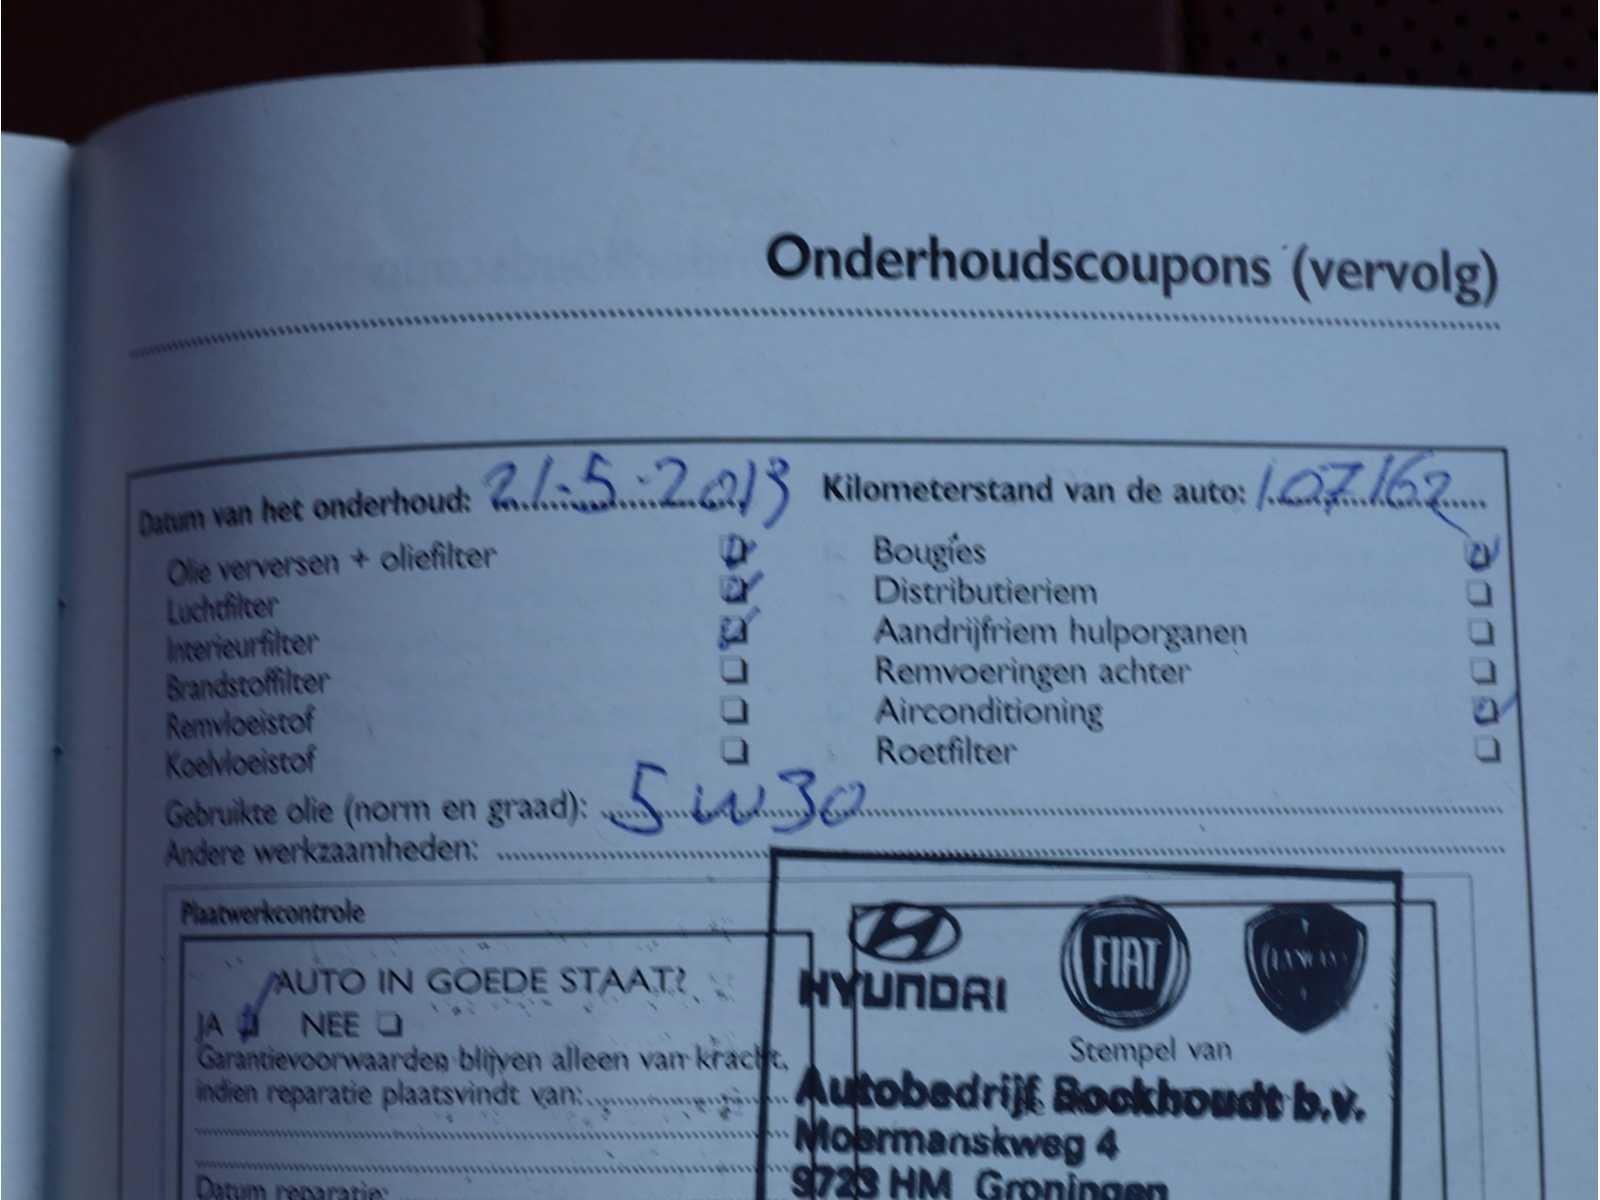 Onderhoudscoupons (vervolg)
Datum van het onderhoud: 21-5-2013 Kilometerstand van de auto: 107162
Olie verversen + oliefilter Bougies
Luchtfilter Distributieriem
Interieurfilter Aandrijfriem hulporganen
Brandstoffilter Remvoeringen achter
Remvloeistof Airconditioning
Koelvloeistof Roetfilter
Gebruikte olie (norm en graad): 5W30
Andere werkzaamheden:
Plaatwerkcontrole
AUTO IN GOEDE STAAT?
JA NEE
Garantievoorwaarden blijven alleen van kracht,
indien reparatie plaatsvindt van:
Datum reparatie:
HYUNDAI FIAT LANCIA
Stempel van
Autobedrijf Bockhoudt b.v.
Moermanskweg 4
9723 HM Groningen